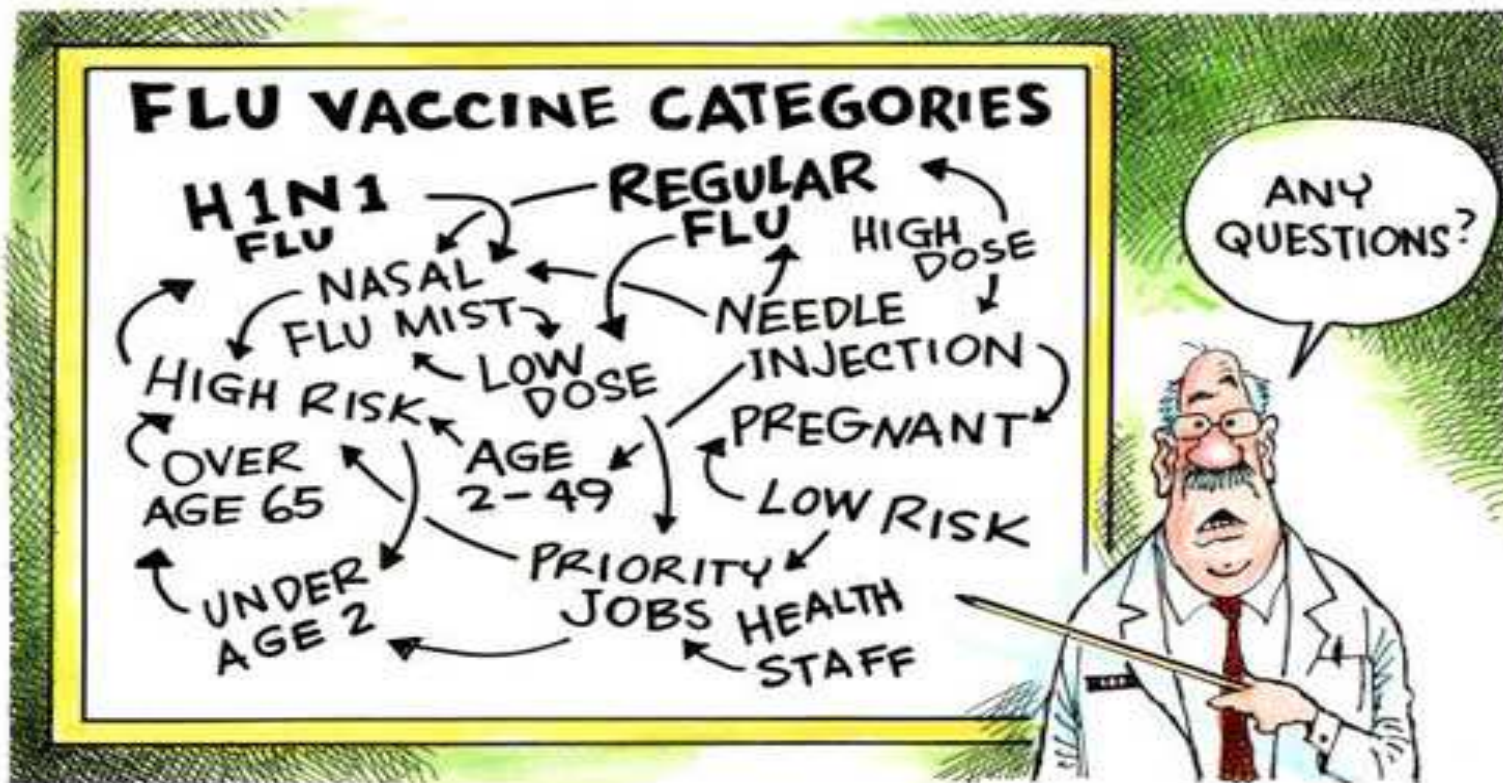 FLU VACCINE CATEGORIES
H1N1
FLU
REGULAR
FLU
HIGH
DOSE
NASAL
FLU MIST
NEEDLE
INJECTION
LOW
DOSE
HIGH RISK
PREGNANT
OVER
AGE 65
AGE
2-49
LOW RISK
UNDER
AGE 2
PRIORITY
JOBS
HEALTH
STAFF
ANY
QUESTIONS?